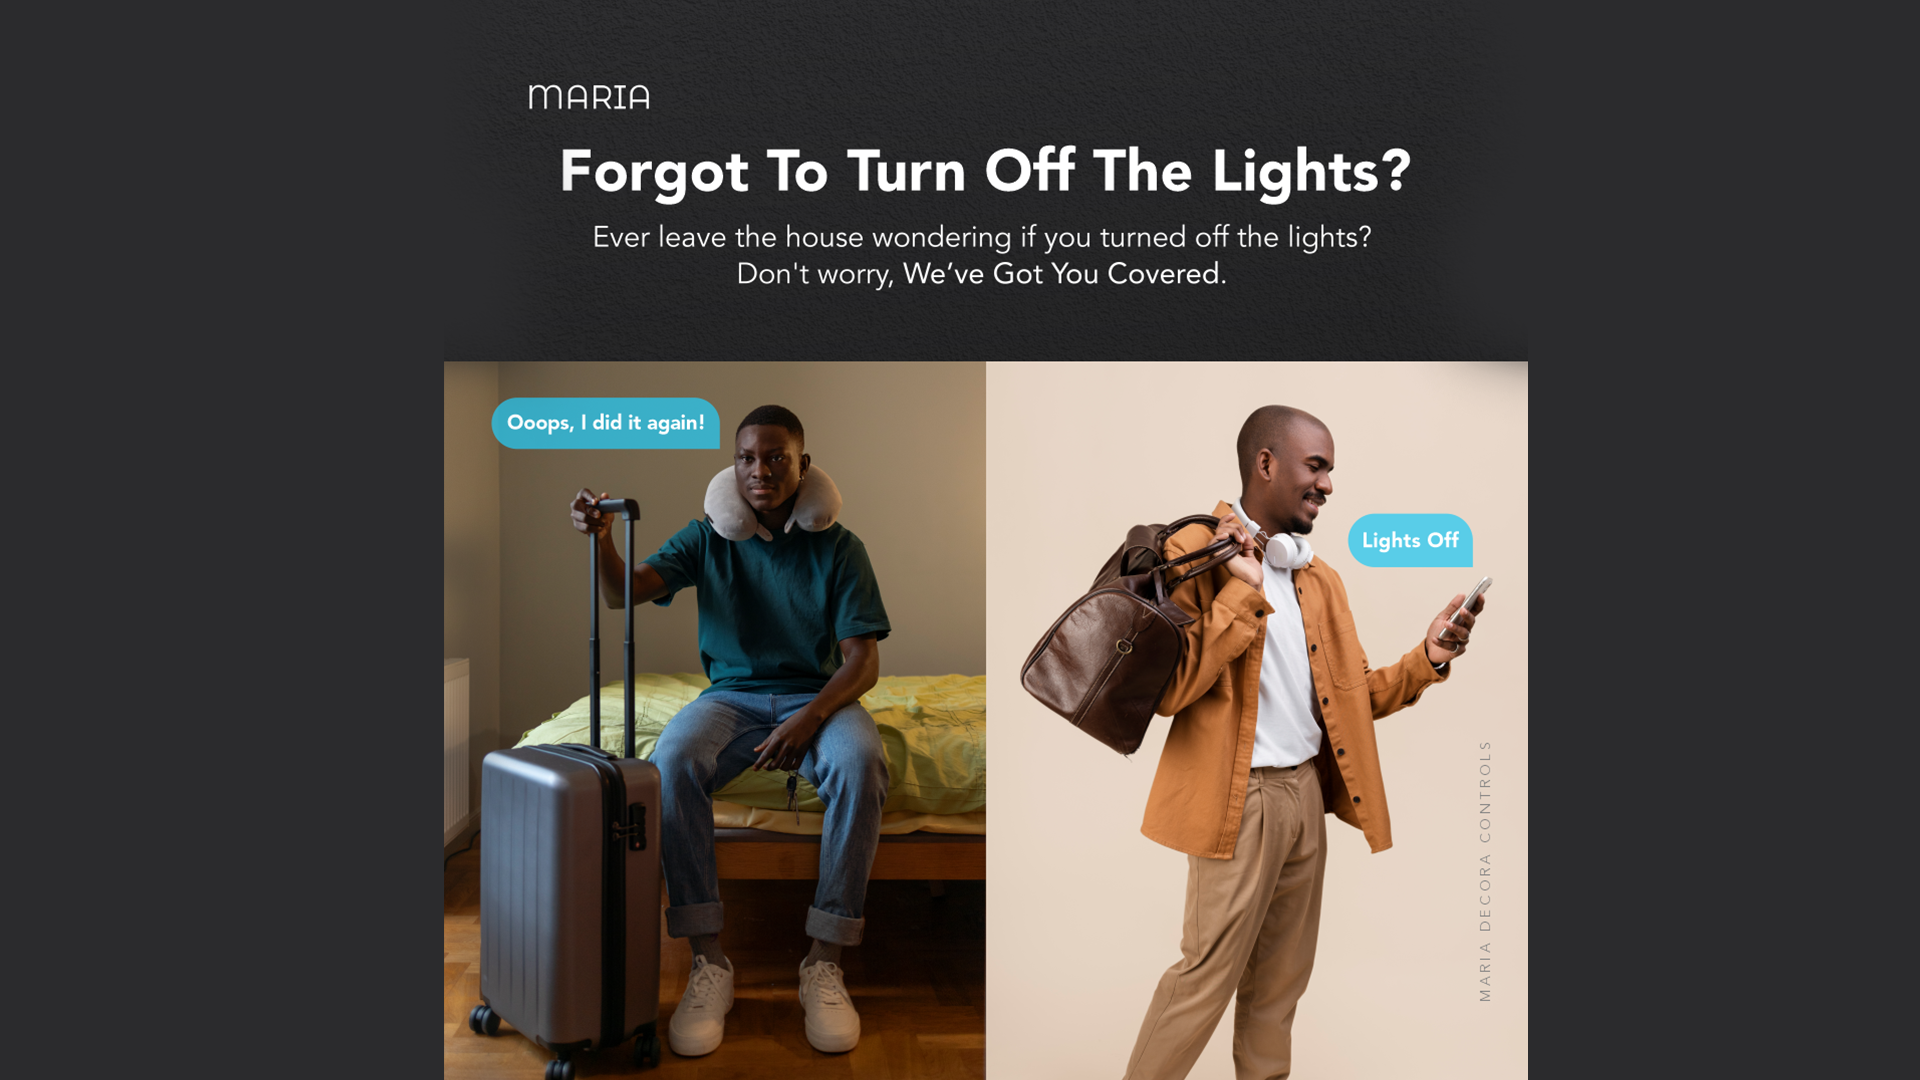 MARIA
Forgot To Turn Off The Lights?
Ever leave the house wondering if you turned off the lights?
Don't worry, We’ve Got You Covered.
Ooops, I did it again!
Lights Off
MARIA DECORA CONTROLS